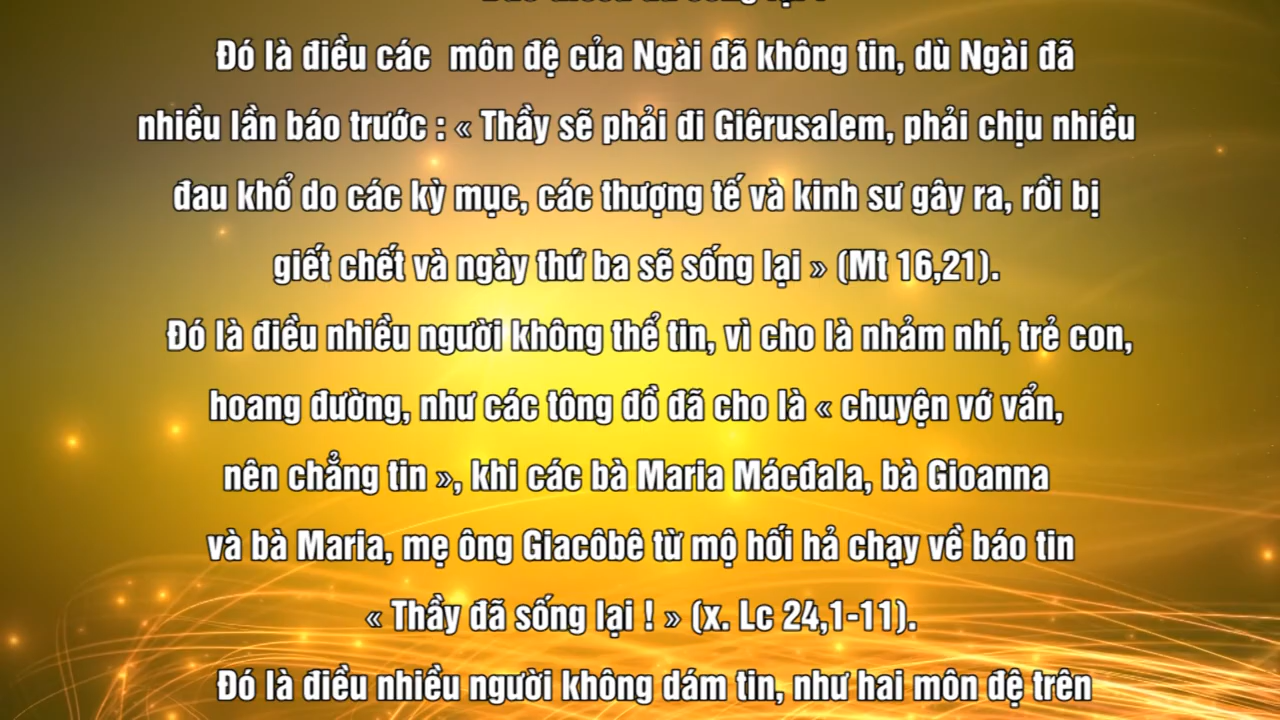 Đó là điều các  môn đệ của Ngài đã không tin, dù Ngài đã
nhiều lần báo trước : « Thầy sẽ phải đi Giêrusalem, phải chịu nhiều
đau khổ do các kỳ mục, các thượng tế và kinh sư gây ra, rồi bị
giết chết và ngày thứ ba sẽ sống lại » (Mt 16,21).
Đó là điều nhiều người không thể tin, vì cho là nhảm nhí, trẻ con,
hoang đường, như các tông đồ đã cho là « chuyện vớ vẩn,
nên chẳng tin », khi các bà Maria Mácđala, bà Gioanna
và bà Maria, mẹ ông Giacôbê từ mộ hối hả chạy về báo tin
« Thầy đã sống lại ! » (x. Lc 24,1-11).
Đó là điều nhiều người không dám tin, như hai môn đệ trên